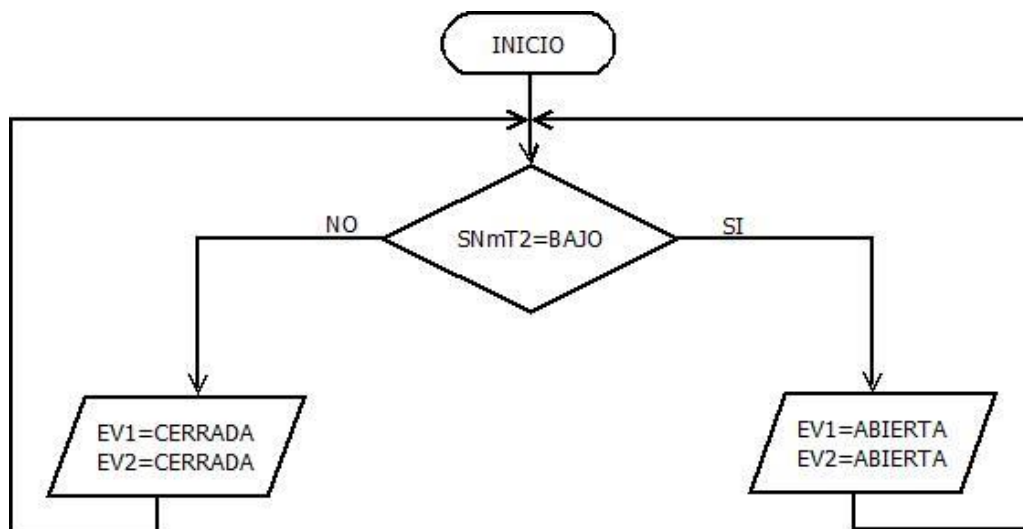 INICIO
NO
SNmT2=BAJO
SI
EV1=CERRADA
EV2=CERRADA
EV1=ABIERTA
EV2=ABIERTA